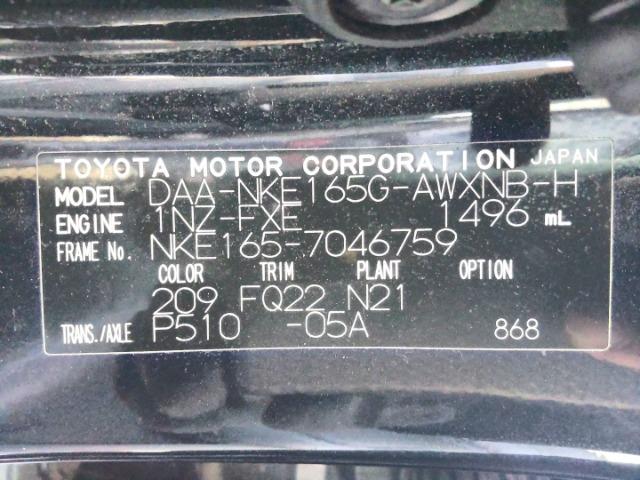 TOYOTA MOTOR CORPORATION JAPAN
MODEL DAA-NKE165G-AWXNB-H
ENGINE 1NZ-FXE 1496 mL
FRAME No. NKE165-7046759
COLOR TRIM PLANT OPTION
209 FQ22 N21
TRANS./AXLE P510 -05A 868